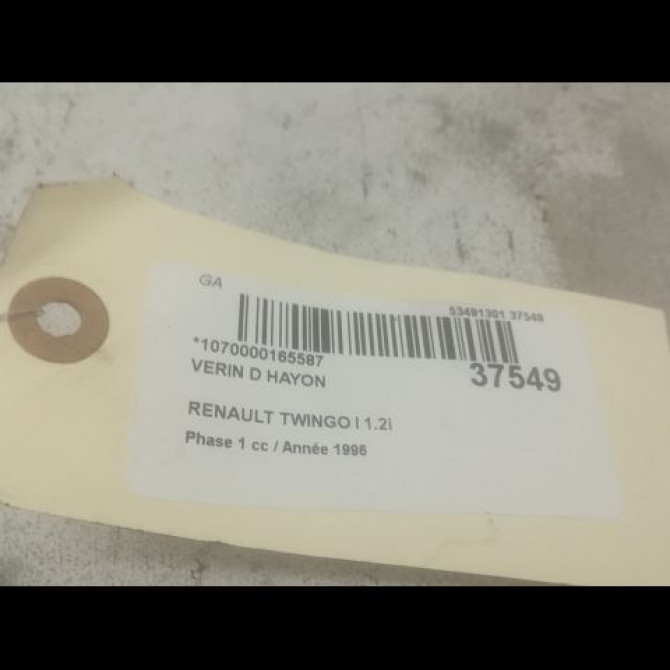 GA
53491301 37549
*1070000165587
37549
VERIN D HAYON
RENAULT TWINGO I 1.2i
Phase 1 cc / Année 1996